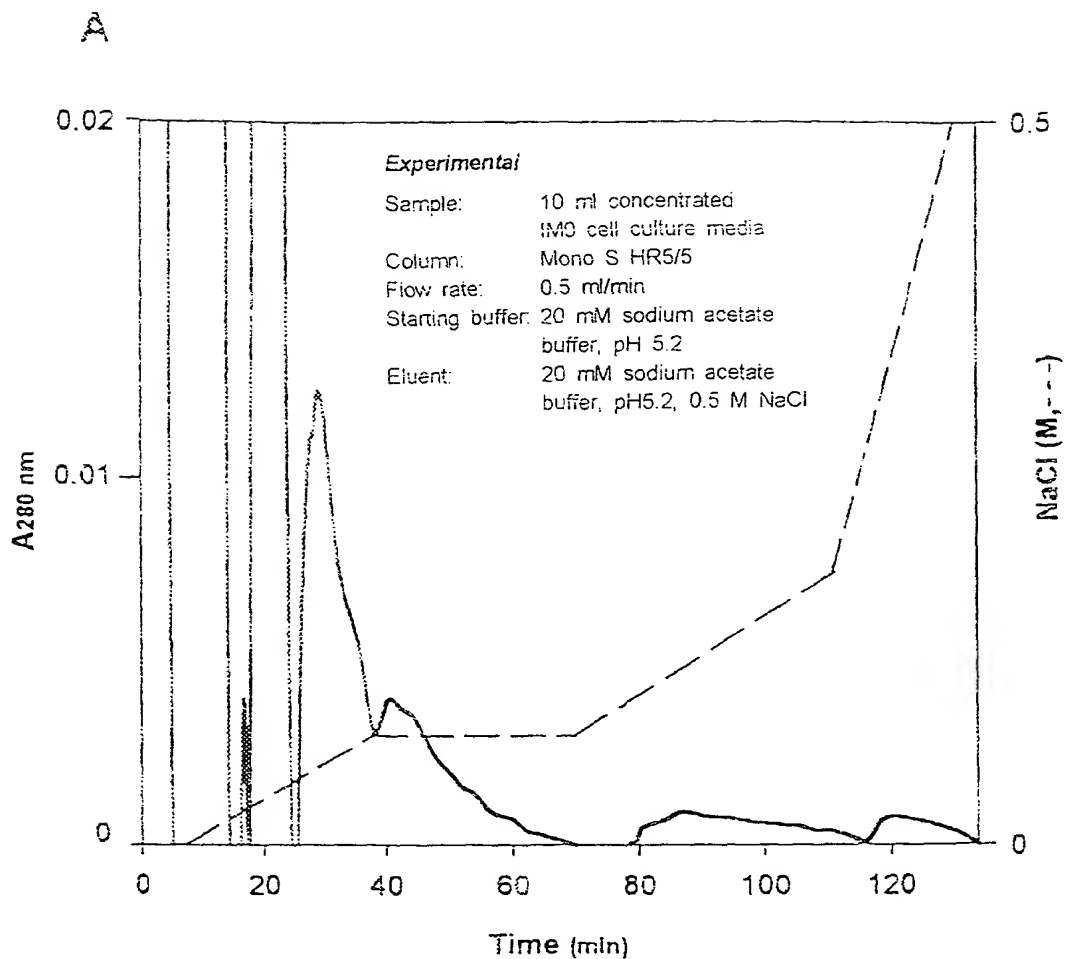 A
0.02
0.5
Experimental
Sample: 10 ml concentrated
IM9 cell culture media
Column: Mono S HR5/5
Flow rate: 0.5 ml/min
Starting buffer: 20 mM sodium acetate
buffer, pH 5.2
Eluent: 20 mM sodium acetate
buffer, pH5.2, 0.5 M NaCl
A280 nm
0.01
NaCl (M,---)
0
0
0 20 40 60 80 100 120
Time (min)